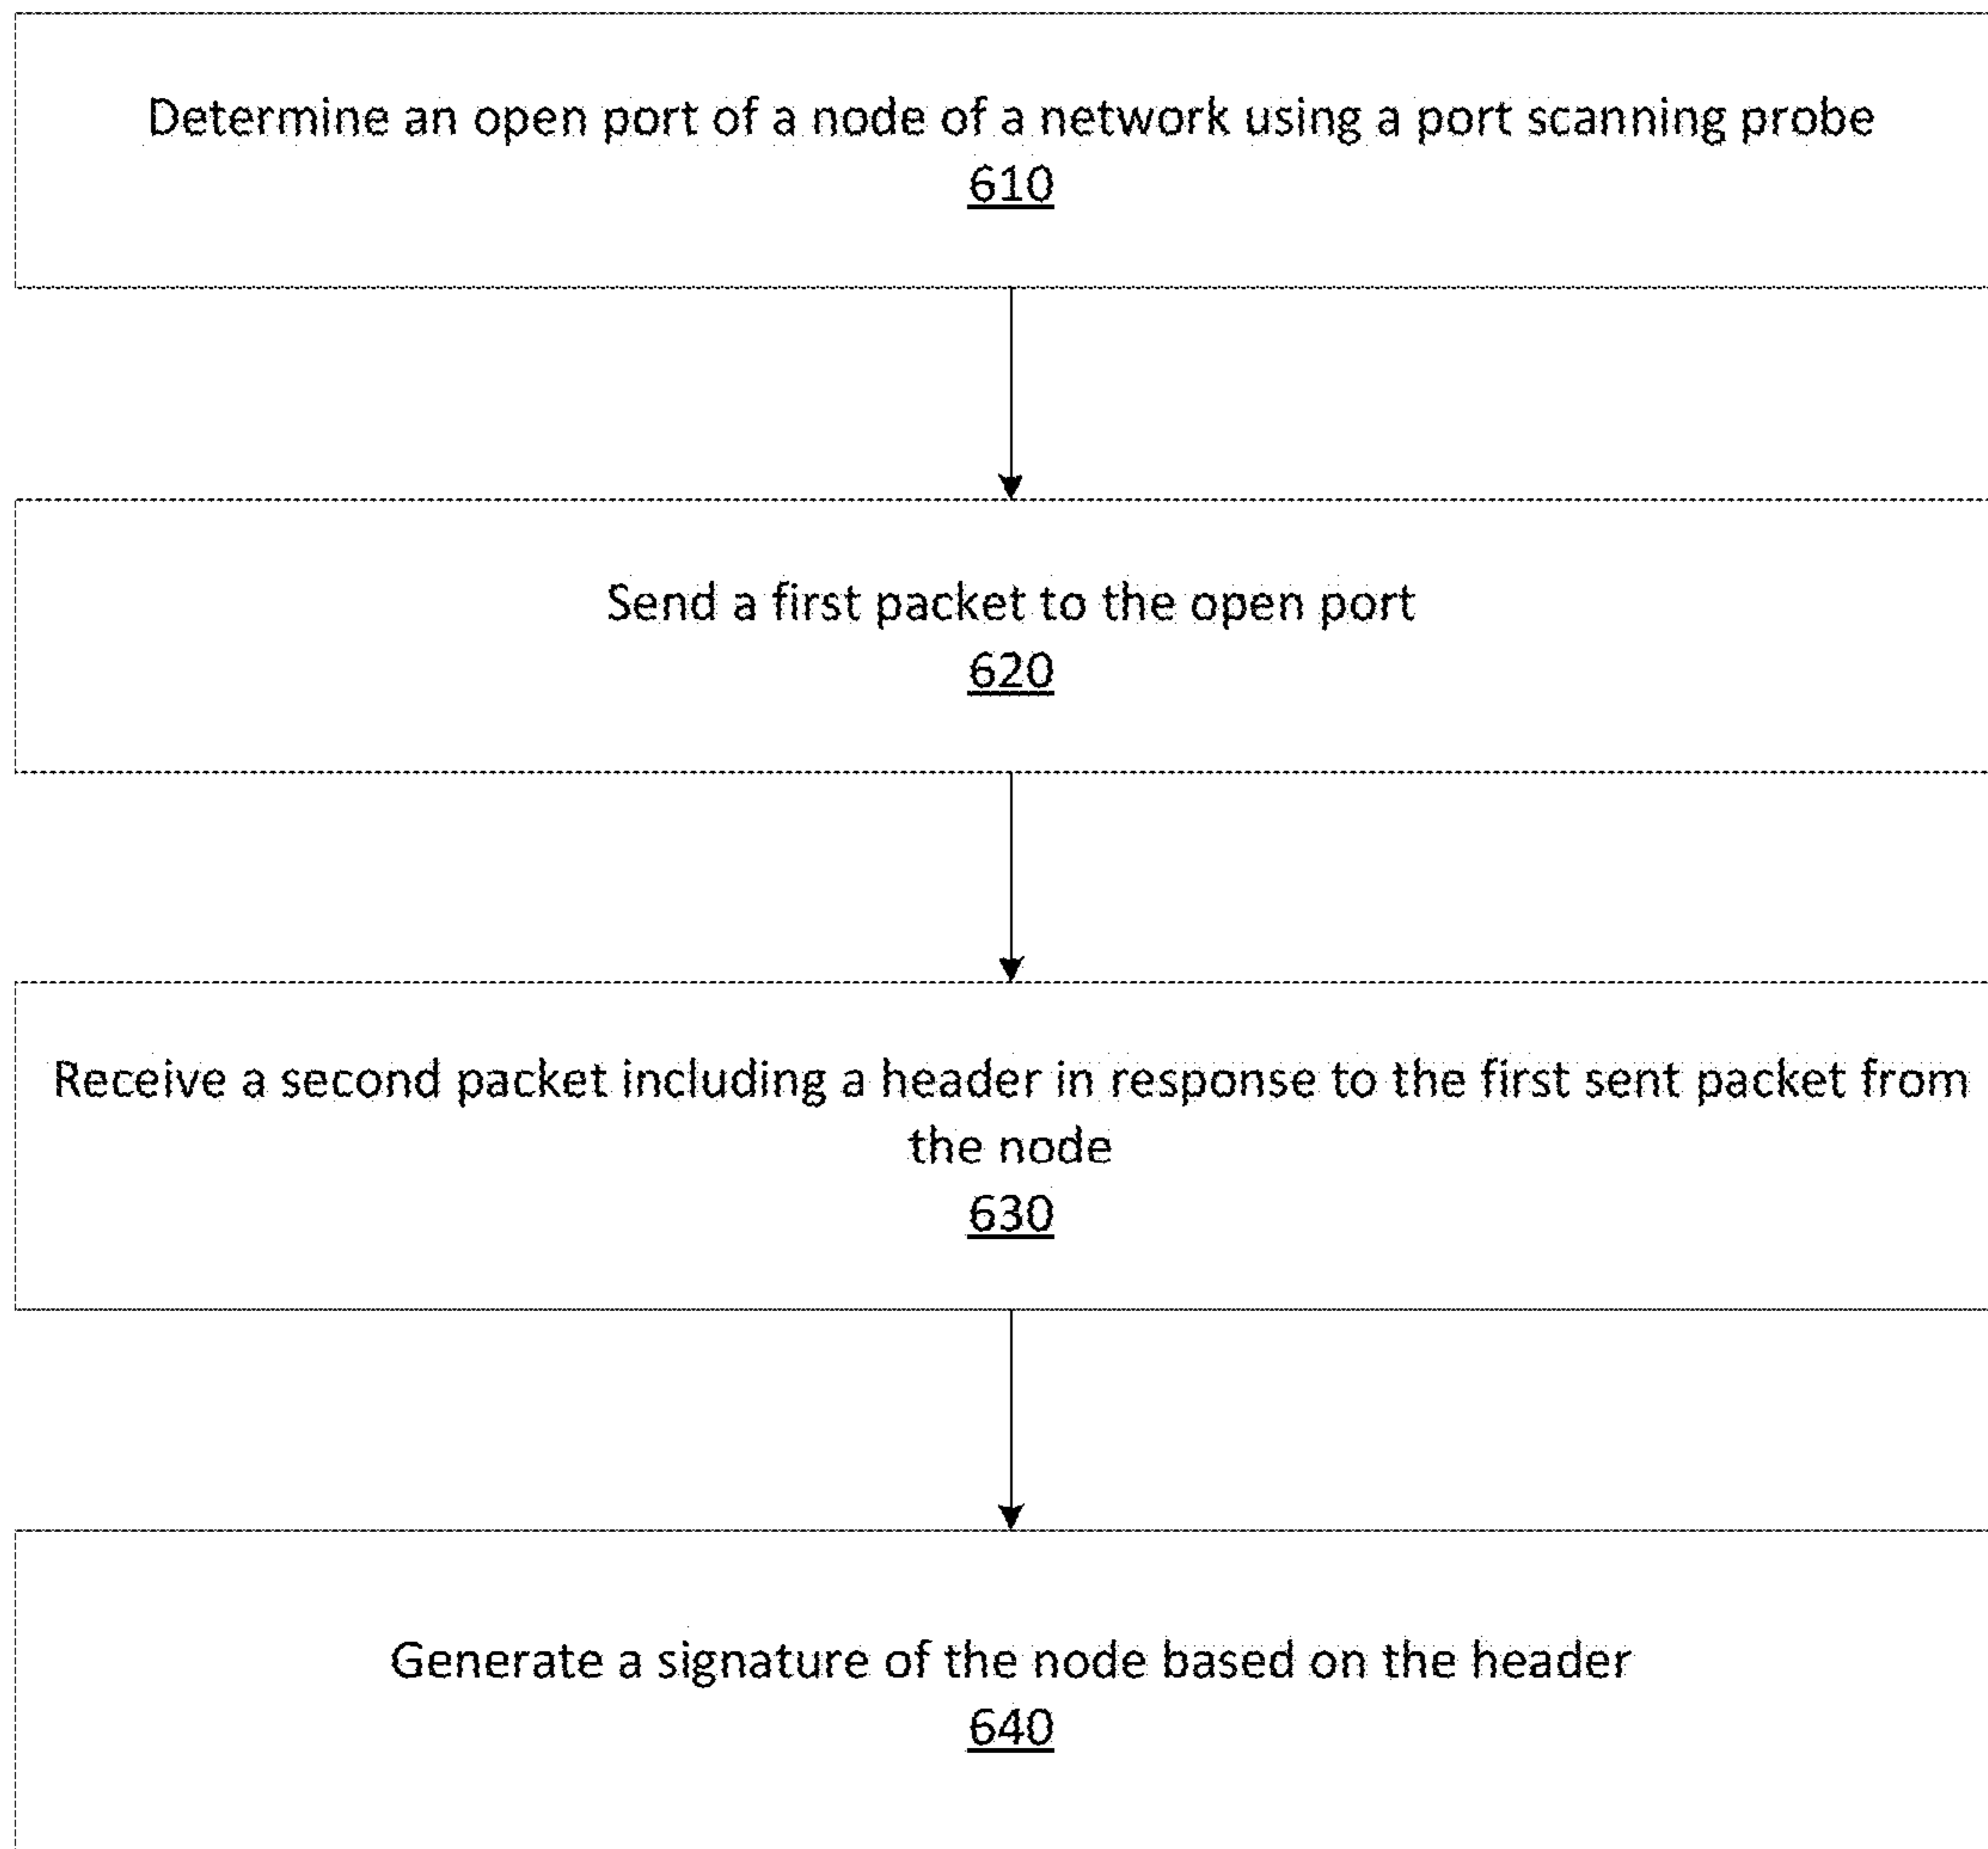 Determine an open port of a node of a network using a port scanning probe
610
Send a first packet to the open port
620
Receive a second packet including a header in response to the first sent packet from
the node
630
Generate a signature of the node based on the header
640